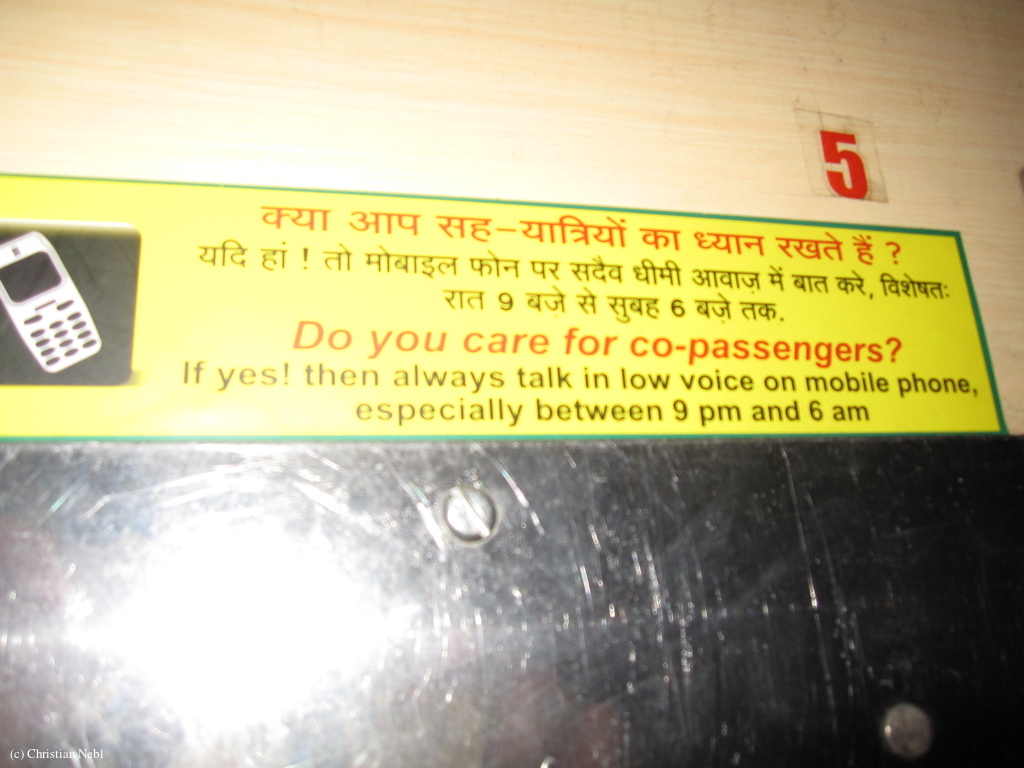 5
क्या आप सह-यात्रियों का ध्यान रखते हैं ?
यदि हां ! तो मोबाइल फोन पर सदैव धीमी आवाज़ में बात करे, विशेषतः
रात 9 बज़े से सुबह 6 बज़े तक.
Do you care for co-passengers?
If yes! then always talk in low voice on mobile phone,
especially between 9 pm and 6 am
(c) Christian Nebl